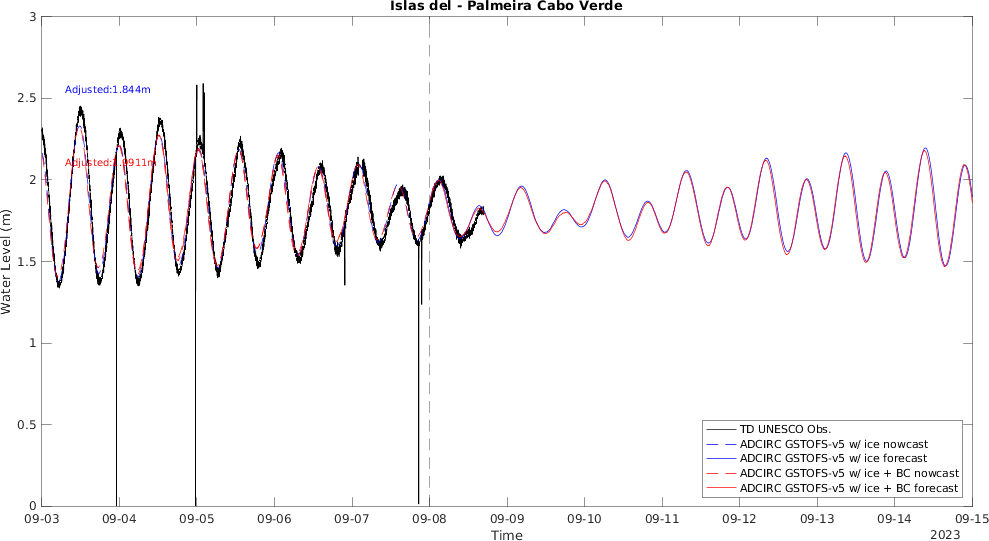 Islas del - Palmeira Cabo Verde
3
2.5
2
1.5
1
0.5
0
Water Level (m)
Adjusted:1.844m
Adjusted:1.9911m
TD UNESCO Obs.
ADCIRC GSTOFS-v5 w/ ice nowcast
ADCIRC GSTOFS-v5 w/ ice forecast
ADCIRC GSTOFS-v5 w/ ice + BC nowcast
ADCIRC GSTOFS-v5 w/ ice + BC forecast
09-03 09-04 09-05 09-06 09-07 09-08 09-09 09-10 09-11 09-12 09-13 09-14 09-15
Time
2023